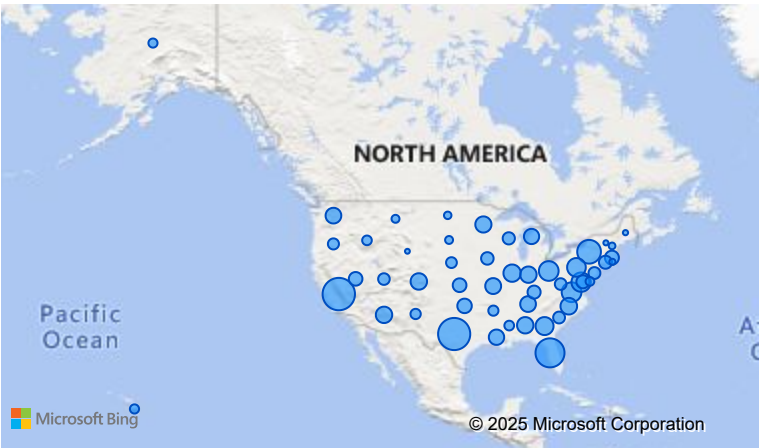 NORTH AMERICA
Pacific
Ocean
Microsoft Bing
© 2025 Microsoft Corporation